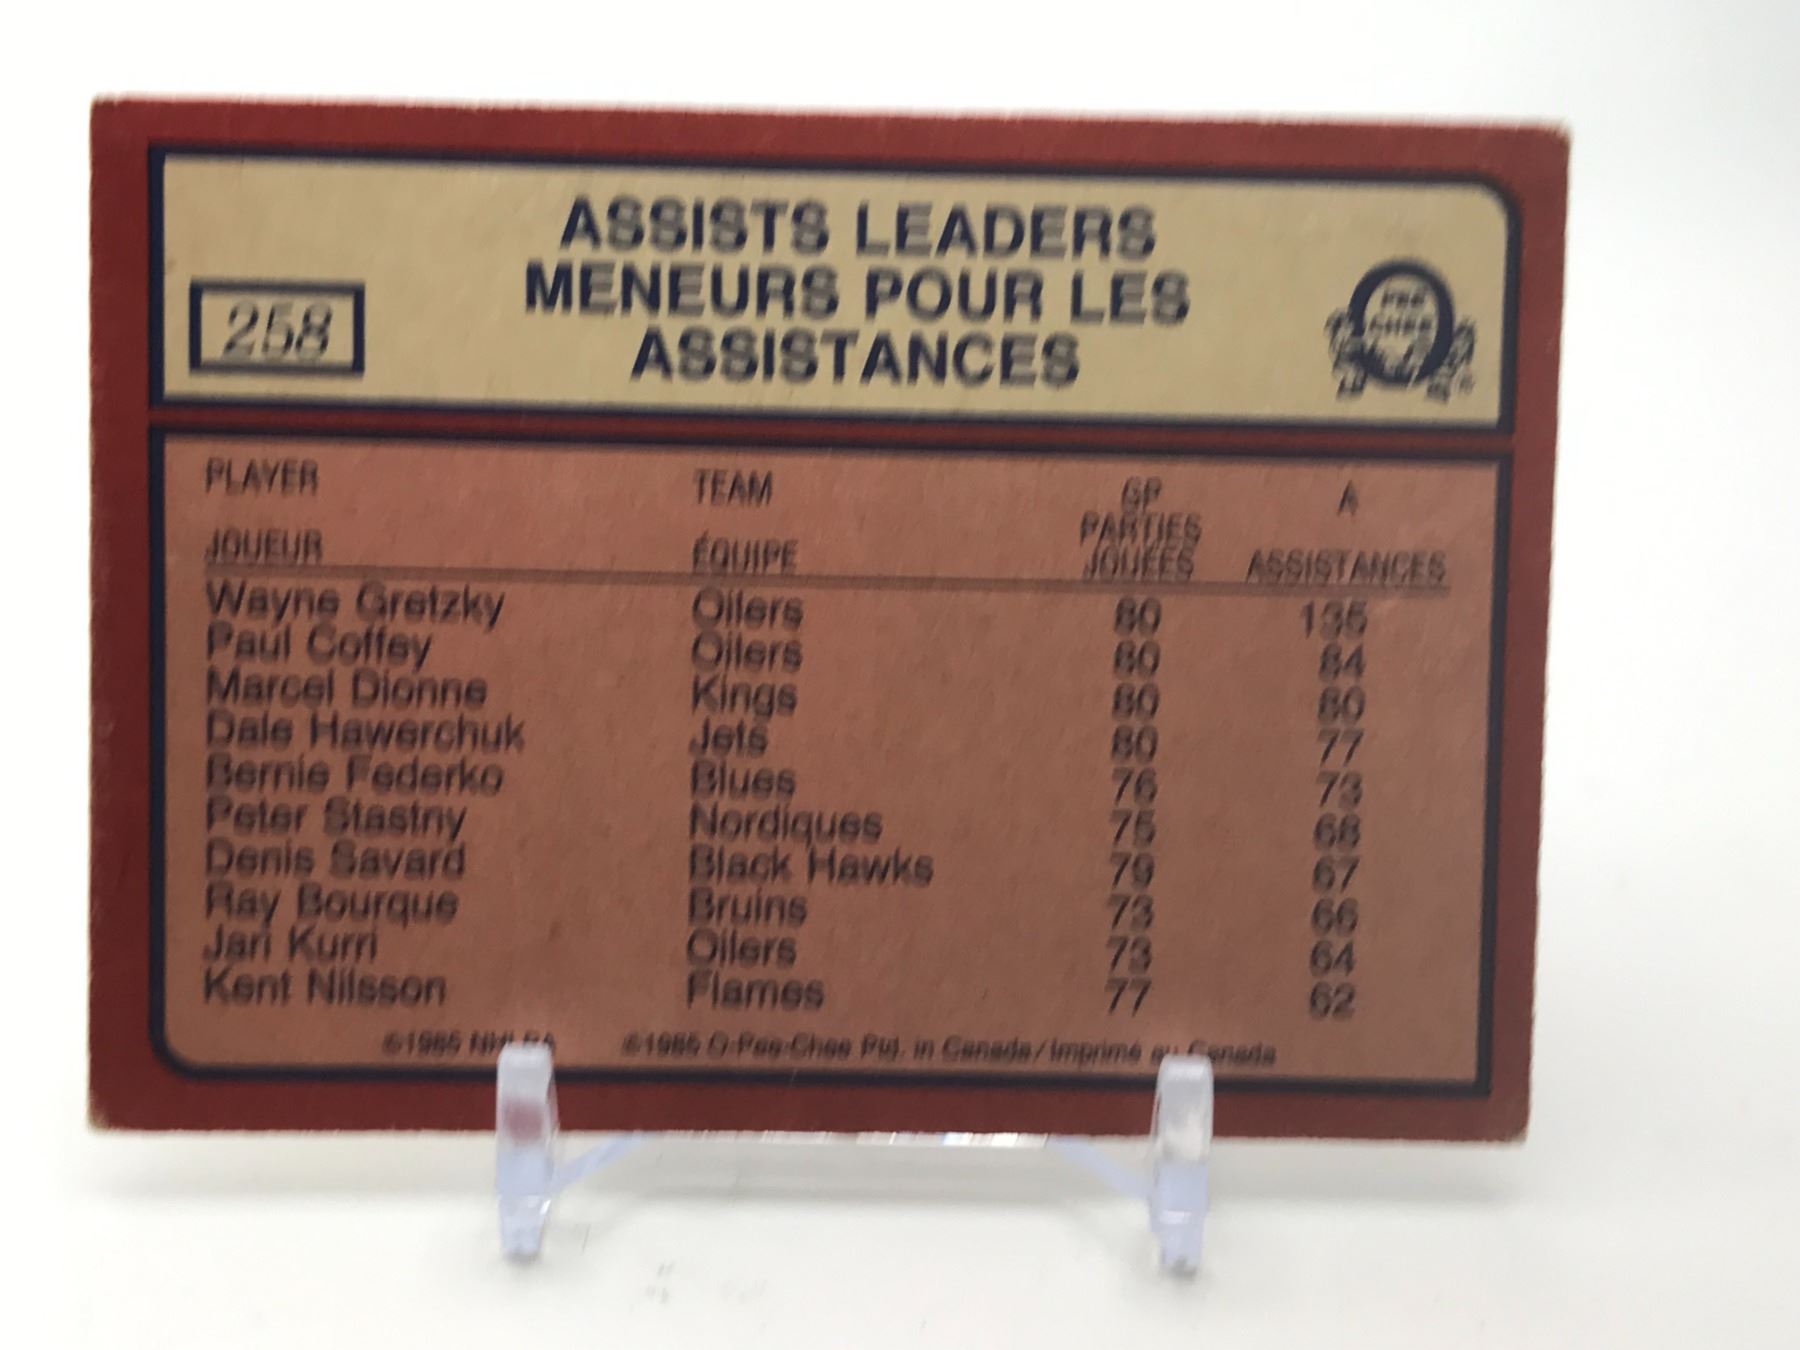 ASSISTS LEADERS
MENEURS POUR LES
ASSISTANCES
258
O
PEE
CHEE
PLAYER TEAM GP A
PARTIES
JOUEUR ÉQUIPE JOUÉES ASSISTANCES
Wayne Gretzky Oilers 80 135
Paul Coffey Oilers 80 84
Marcel Dionne Kings 80 80
Dale Hawerchuk Jets 80 77
Bernie Federko Blues 76 73
Peter Stastny Nordiques 75 68
Denis Savard Black Hawks 79 67
Ray Bourque Bruins 73 66
Jari Kurri Oilers 73 64
Kent Nilsson Flames 77 62
©1985 NHLPA ©1985 O-Pee-Chee Ptd. in Canada/Imprimé au Canada